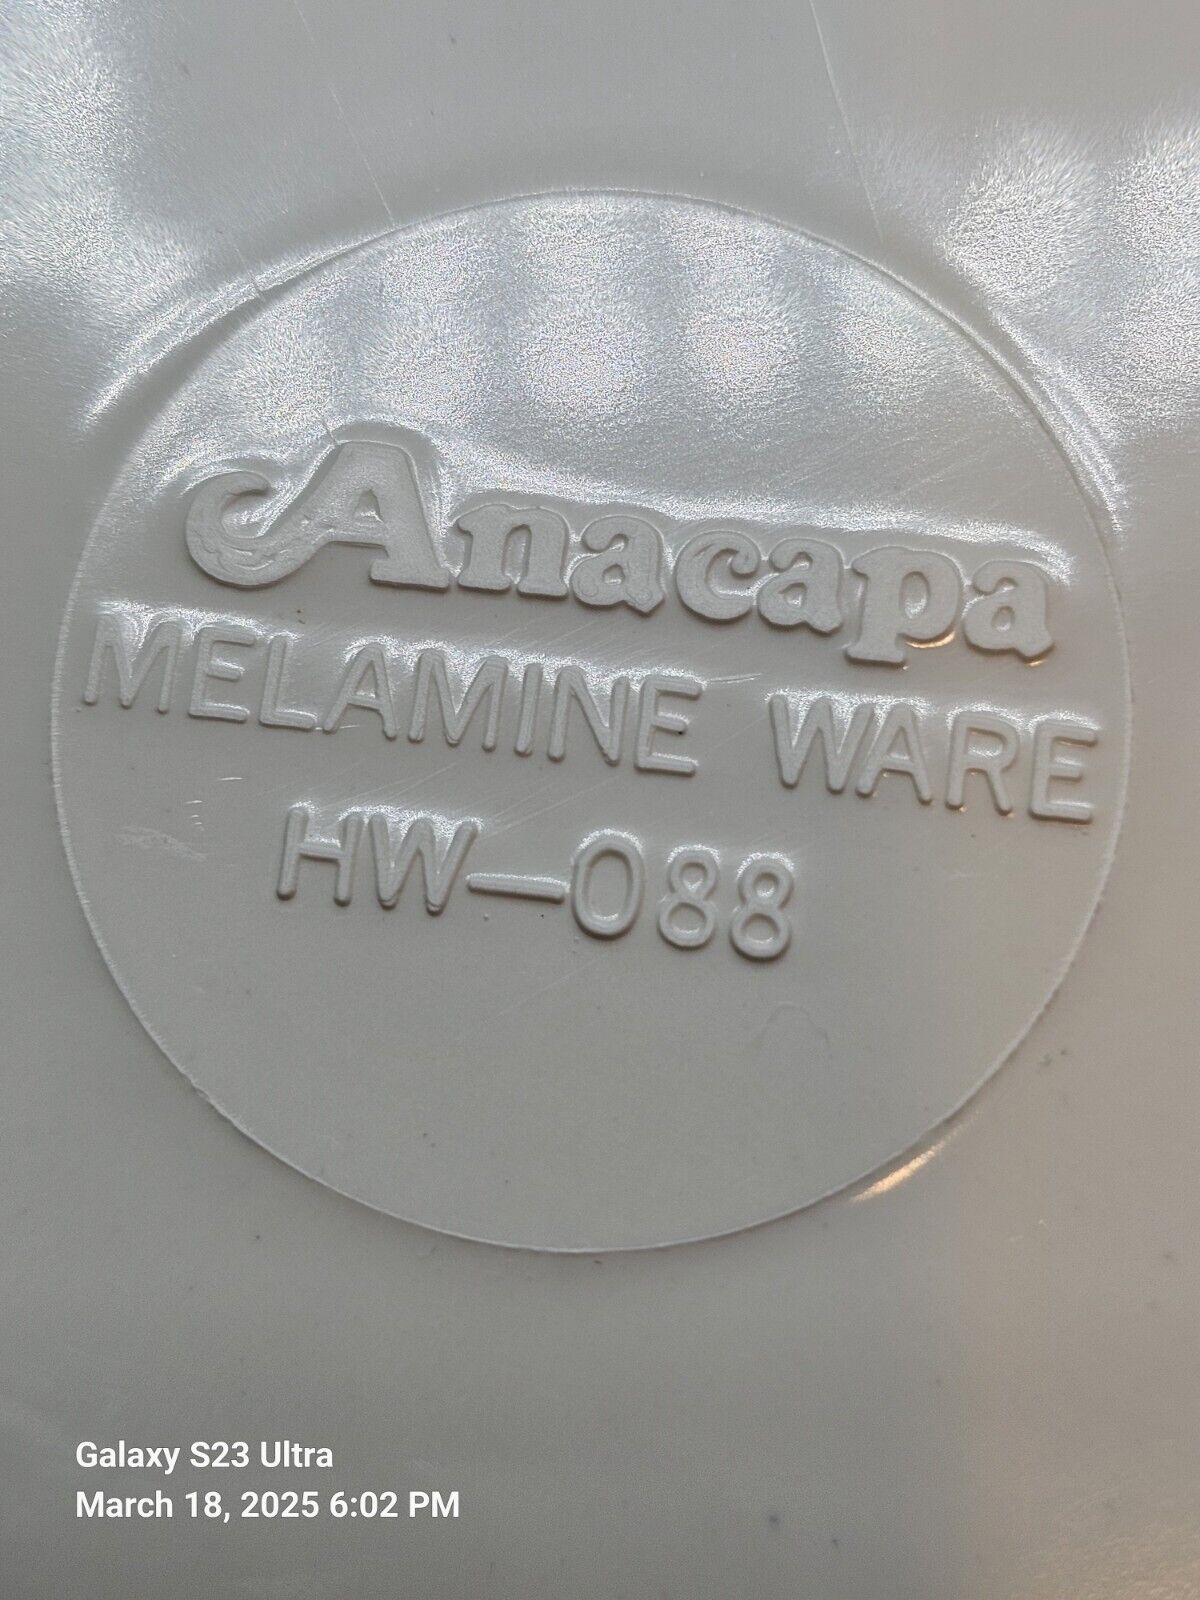 Anacapa
MELAMINE WARE
HW-088
Galaxy S23 Ultra
March 18, 2025 6:02 PM